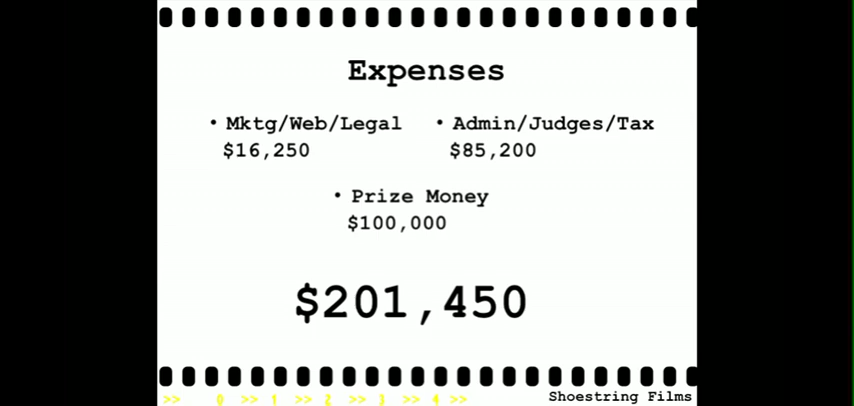 Expenses
• Mktg/Web/Legal
$16,250
• Admin/Judges/Tax
$85,200
• Prize Money
$100,000
$201,450
>> 0 >> 1 >> 2 >> 3 >> 4 >>
Shoestring Films